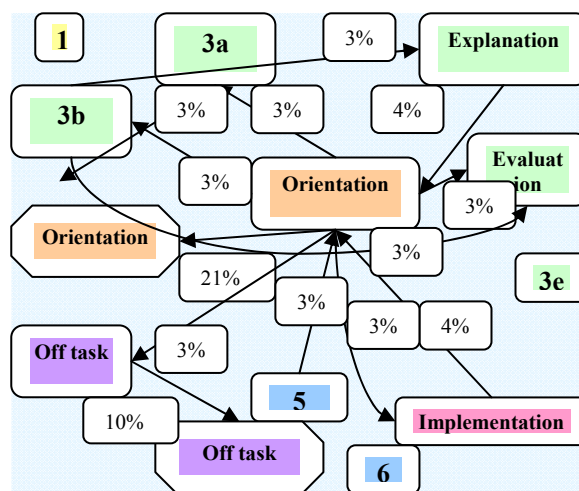 1
3a
3%
Explanation
3b
3%
3%
4%
3%
Orientation
Evaluat
ion
3%
Orientation
3%
21%
3e
3%
3%
4%
Off task
3%
5
10%
Implementation
Off task
6